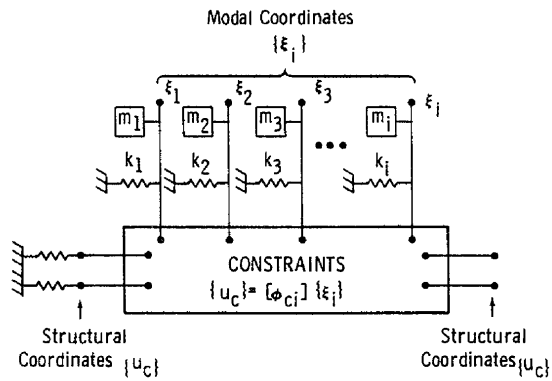 Modal Coordinates
{ξi}
ξ1 ξ2 ξ3 ξi
m1 m2 m3 mi
k1 k2 k3 ki
CONSTRAINTS
{uc}= [ϕci] {ξi}
Structural
Coordinates {uc}
Structural
Coordinates{uc}